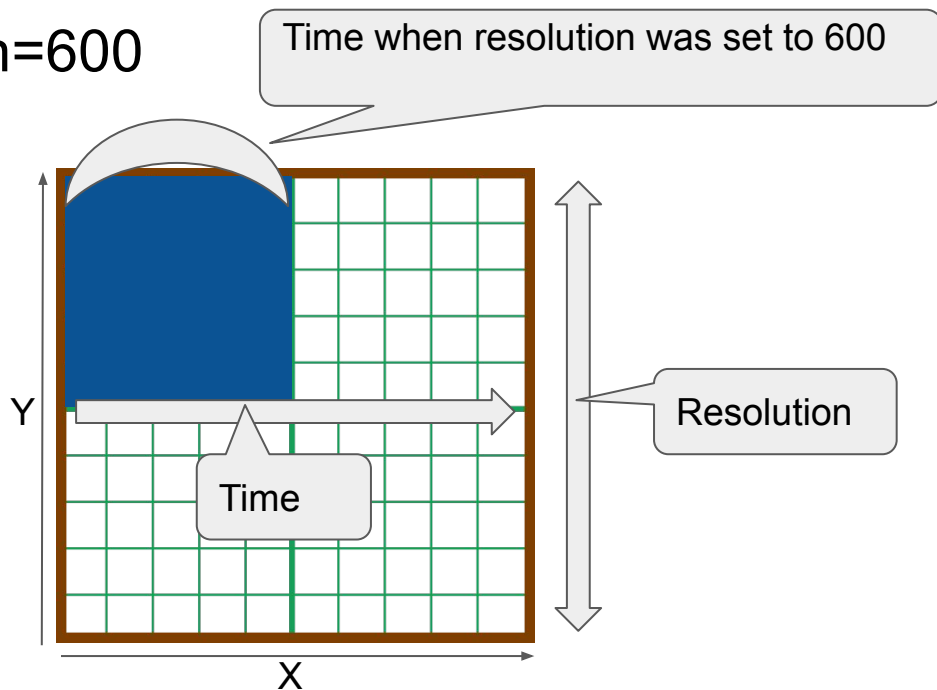 n=600
Time when resolution was set to 600
Y
Resolution
Time
X